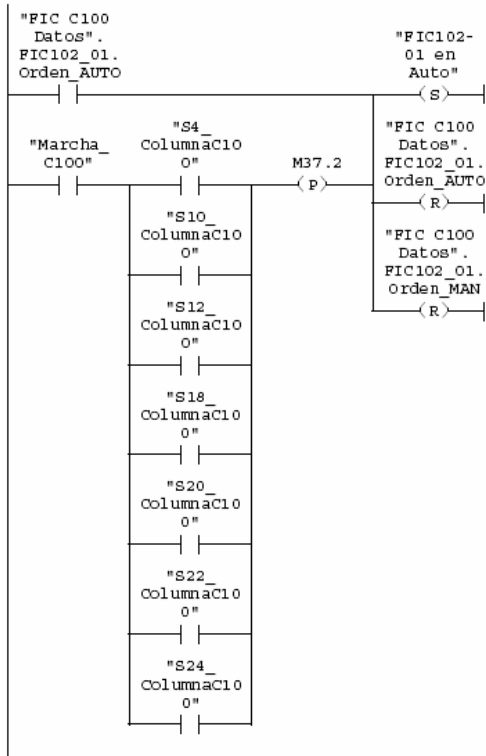 "FIC C100
Datos".
FIC102_01.
Orden_AUTO
"FIC102-
01 en
Auto"
S
"Marcha_
C100"
"S4_
ColumnaC10
0"
M37.2
P
"FIC C100
Datos".
FIC102_01.
Orden_AUTO
R
"S10_
ColumnaC10
0"
"FIC C100
Datos".
FIC102_01.
Orden_MAN
R
"S12_
ColumnaC10
0"
"S18_
ColumnaC10
0"
"S20_
ColumnaC10
0"
"S22_
ColumnaC10
0"
"S24_
ColumnaC10
0"